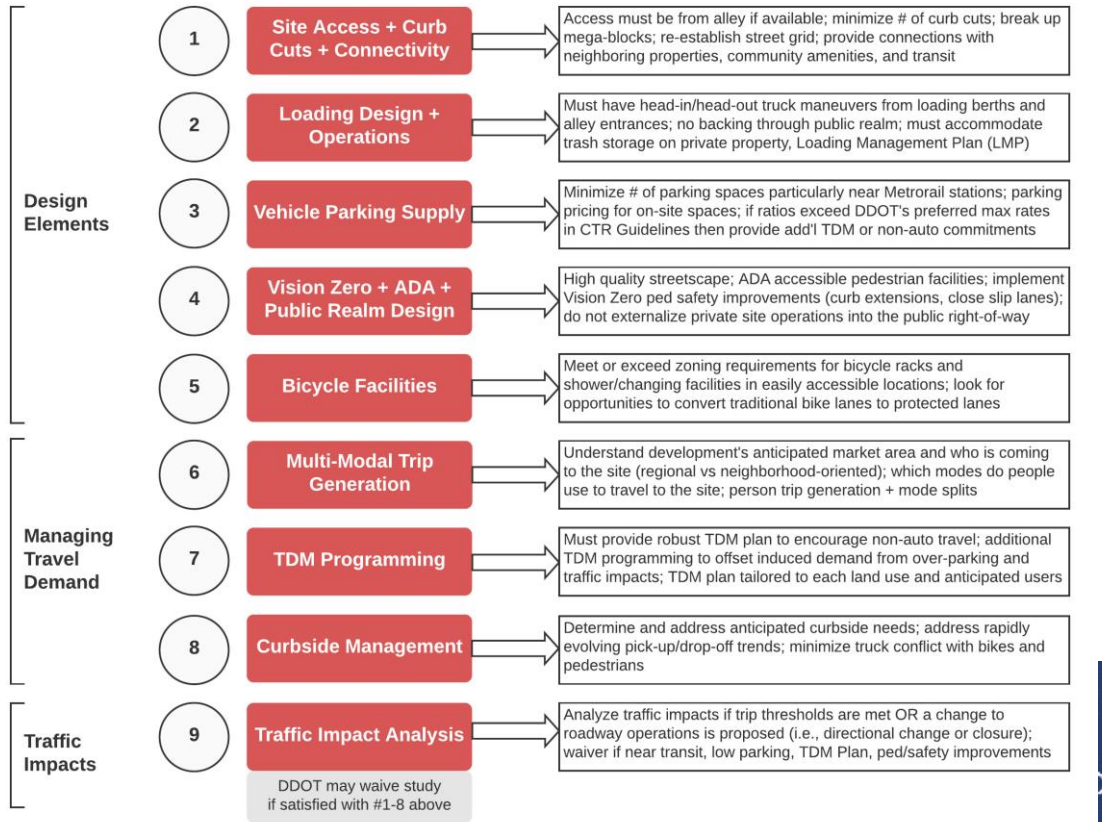 Design
Elements
1
Site Access + Curb
Cuts + Connectivity
Access must be from alley if available; minimize # of curb cuts; break up
mega-blocks; re-establish street grid; provide connections with
neighboring properties, community amenities, and transit
2
Loading Design +
Operations
Must have head-in/head-out truck maneuvers from loading berths and
alley entrances; no backing through public realm; must accommodate
trash storage on private property, Loading Management Plan (LMP)
3
Vehicle Parking Supply
Minimize # of parking spaces particularly near Metrorail stations; parking
pricing for on-site spaces; if ratios exceed DDOT's preferred max rates
in CTR Guidelines then provide add'l TDM or non-auto commitments
4
Vision Zero + ADA +
Public Realm Design
High quality streetscape; ADA accessible pedestrian facilities; implement
Vision Zero ped safety improvements (curb extensions, close slip lanes);
do not externalize private site operations into the public right-of-way
5
Bicycle Facilities
Meet or exceed zoning requirements for bicycle racks and
shower/changing facilities in easily accessible locations; look for
opportunities to convert traditional bike lanes to protected lanes
Managing
Travel
Demand
6
Multi-Modal Trip
Generation
Understand development's anticipated market area and who is coming
to the site (regional vs neighborhood-oriented); which modes do people
use to travel to the site; person trip generation + mode splits
7
TDM Programming
Must provide robust TDM plan to encourage non-auto travel; additional
TDM programming to offset induced demand from over-parking and
traffic impacts; TDM plan tailored to each land use and anticipated users
8
Curbside Management
Determine and address anticipated curbside needs; address rapidly
evolving pick-up/drop-off trends; minimize truck conflict with bikes and
pedestrians
Traffic
Impacts
9
Traffic Impact Analysis
Analyze traffic impacts if trip thresholds are met OR a change to
roadway operations is proposed (i.e., directional change or closure);
waiver if near transit, low parking, TDM Plan, ped/safety improvements
DDOT may waive study
if satisfied with #1-8 above